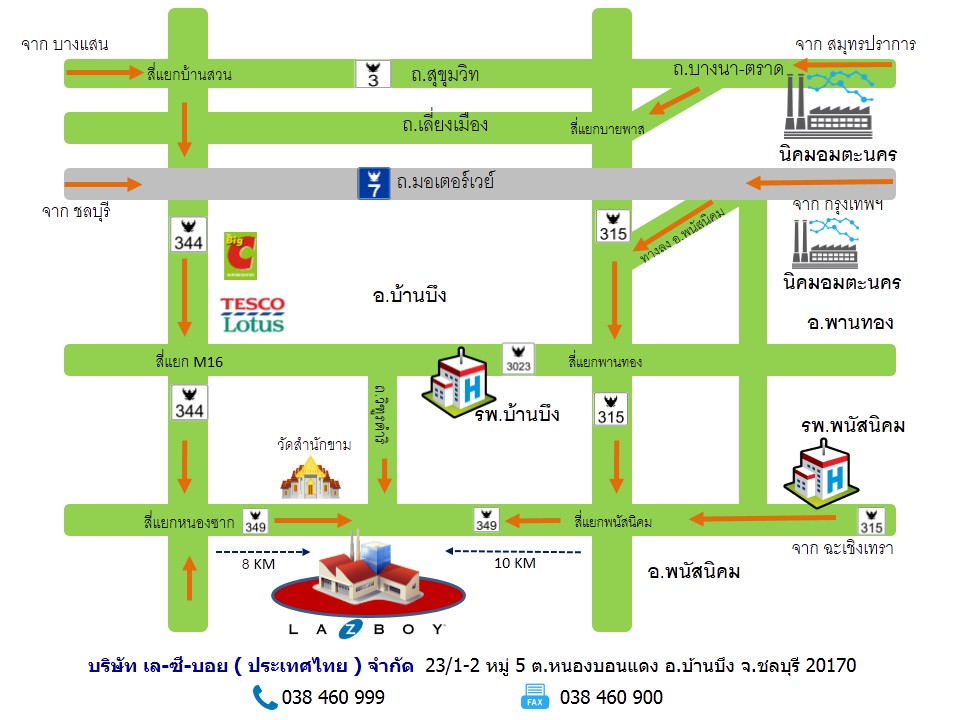 จาก บางแสน
จาก สมุทรปราการ
สี่แยกบ้านสวน
3
ถ.สุขุมวิท
ถ.บางนา-ตราด
ถ.เลี่ยงเมือง
สี่แยกบายพาส
นิคมอมตะนคร
7
ถ.มอเตอร์เวย์
จาก ชลบุรี
จาก กรุงเทพฯ
344
315
ทางลง อ.พนัสนิคม
Big
C
SUPERCENTER
นิคมอมตะนคร
TESCO
Lotus
อ.บ้านบึง
อ.พานทอง
สี่แยก M16
3023
สี่แยกพานทอง
344
H
315
รพ.บ้านบึง
รพ.พนัสนิคม
วัดสำนักขาม
H
สี่แยกหนองซาก
349
349
สี่แยกพนัสนิคม
315
จาก ฉะเชิงเทรา
8 KM
10 KM
อ.พนัสนิคม
LA Z BOY
บริษัท เล-ซี-บอย ( ประเทศไทย ) จำกัด 23/1-2 หมู่ 5 ต.หนองบอนแดง อ.บ้านบึง จ.ชลบุรี 20170
038 460 999
FAX
038 460 900